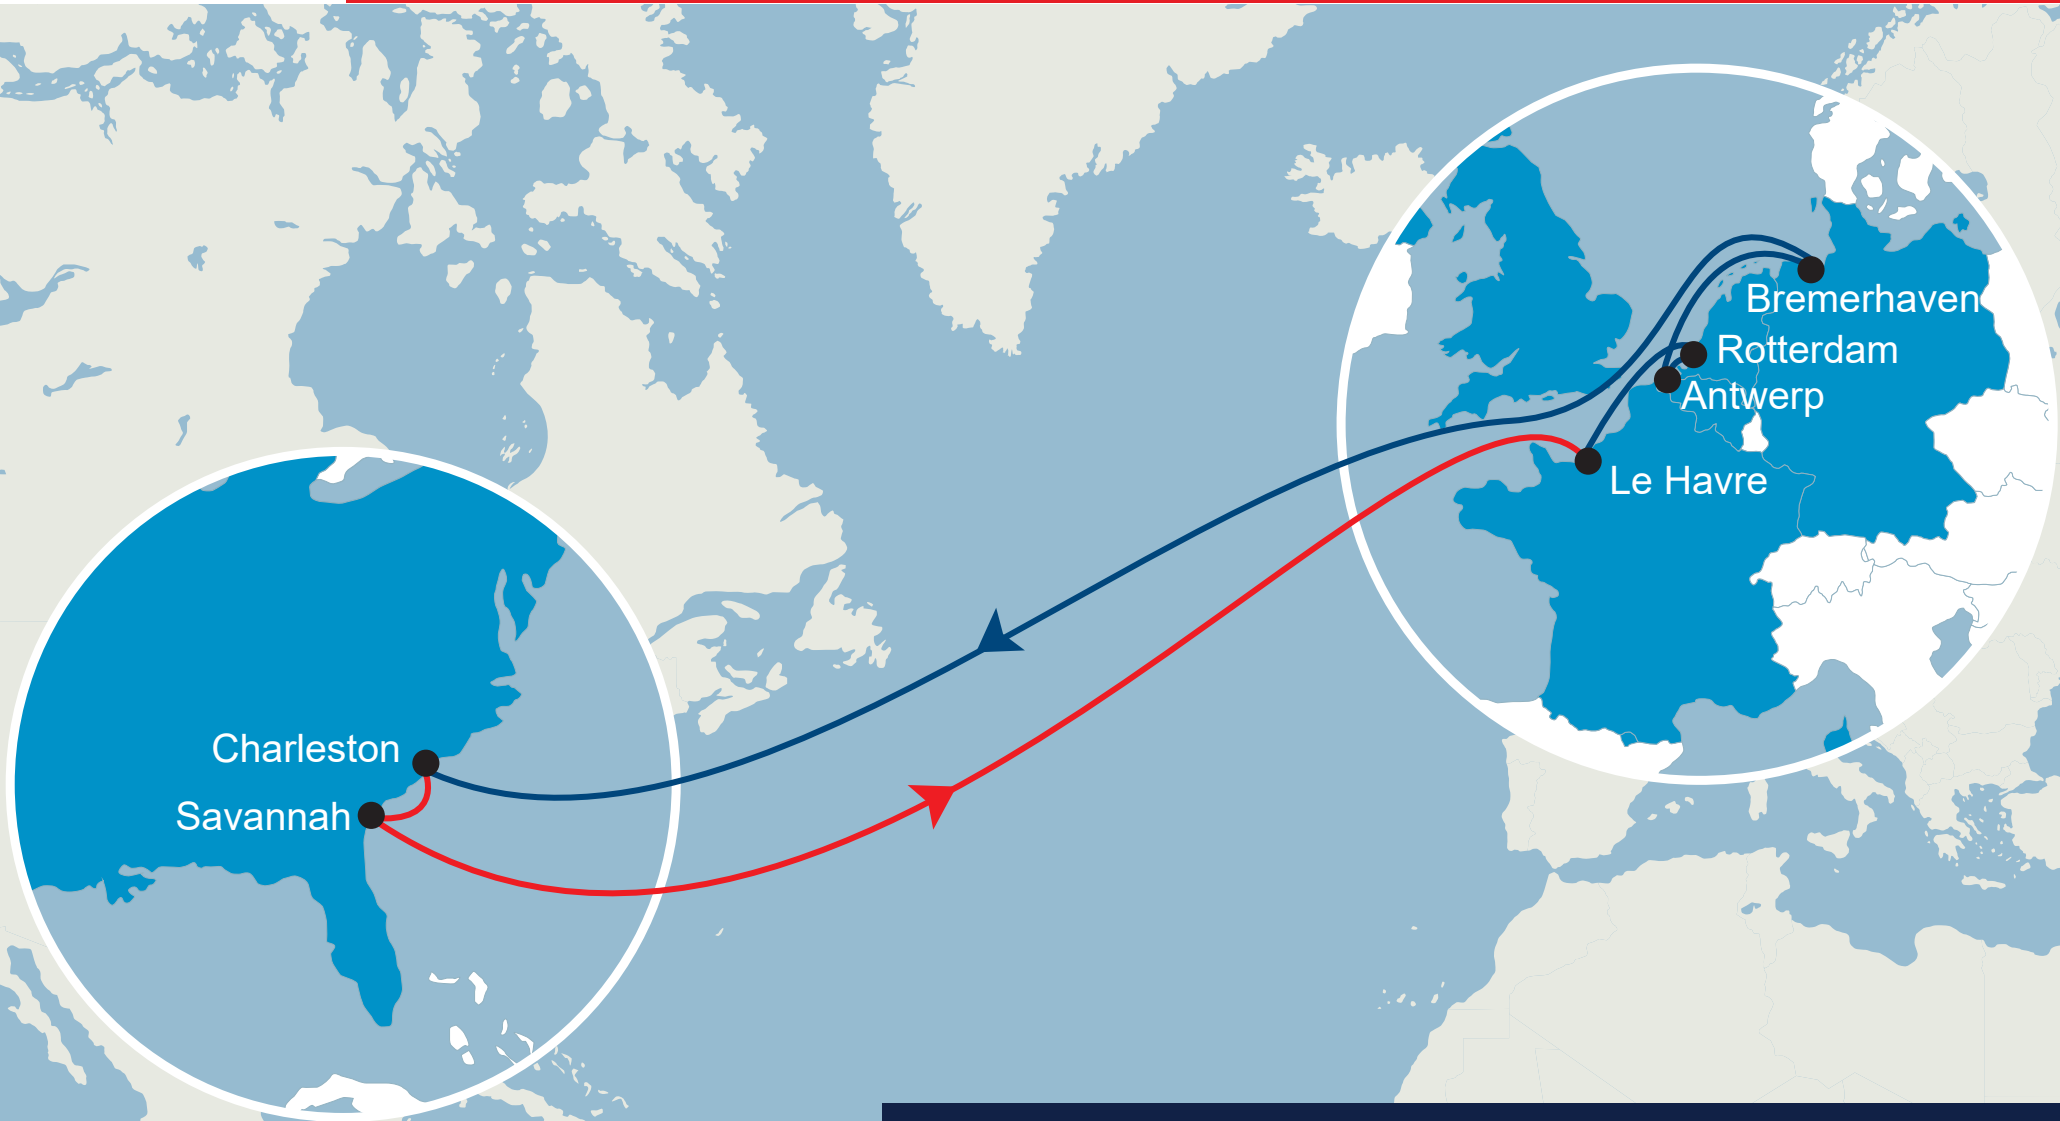 Bremerhaven
Rotterdam
Antwerp
Le Havre
Charleston
Savannah